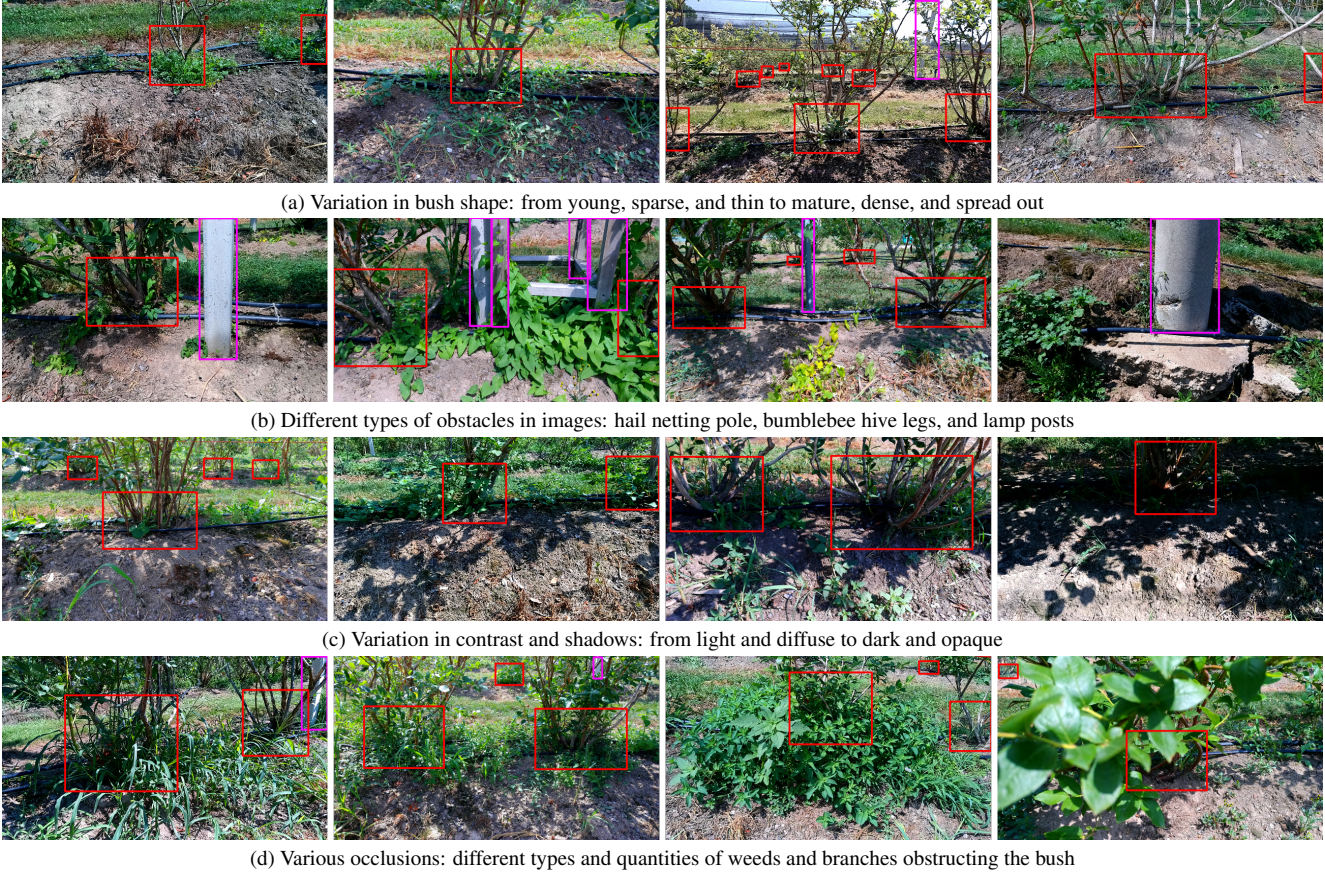 (a) Variation in bush shape: from young, sparse, and thin to mature, dense, and spread out
(b) Different types of obstacles in images: hail netting pole, bumblebee hive legs, and lamp posts
(c) Variation in contrast and shadows: from light and diffuse to dark and opaque
(d) Various occlusions: different types and quantities of weeds and branches obstructing the bush